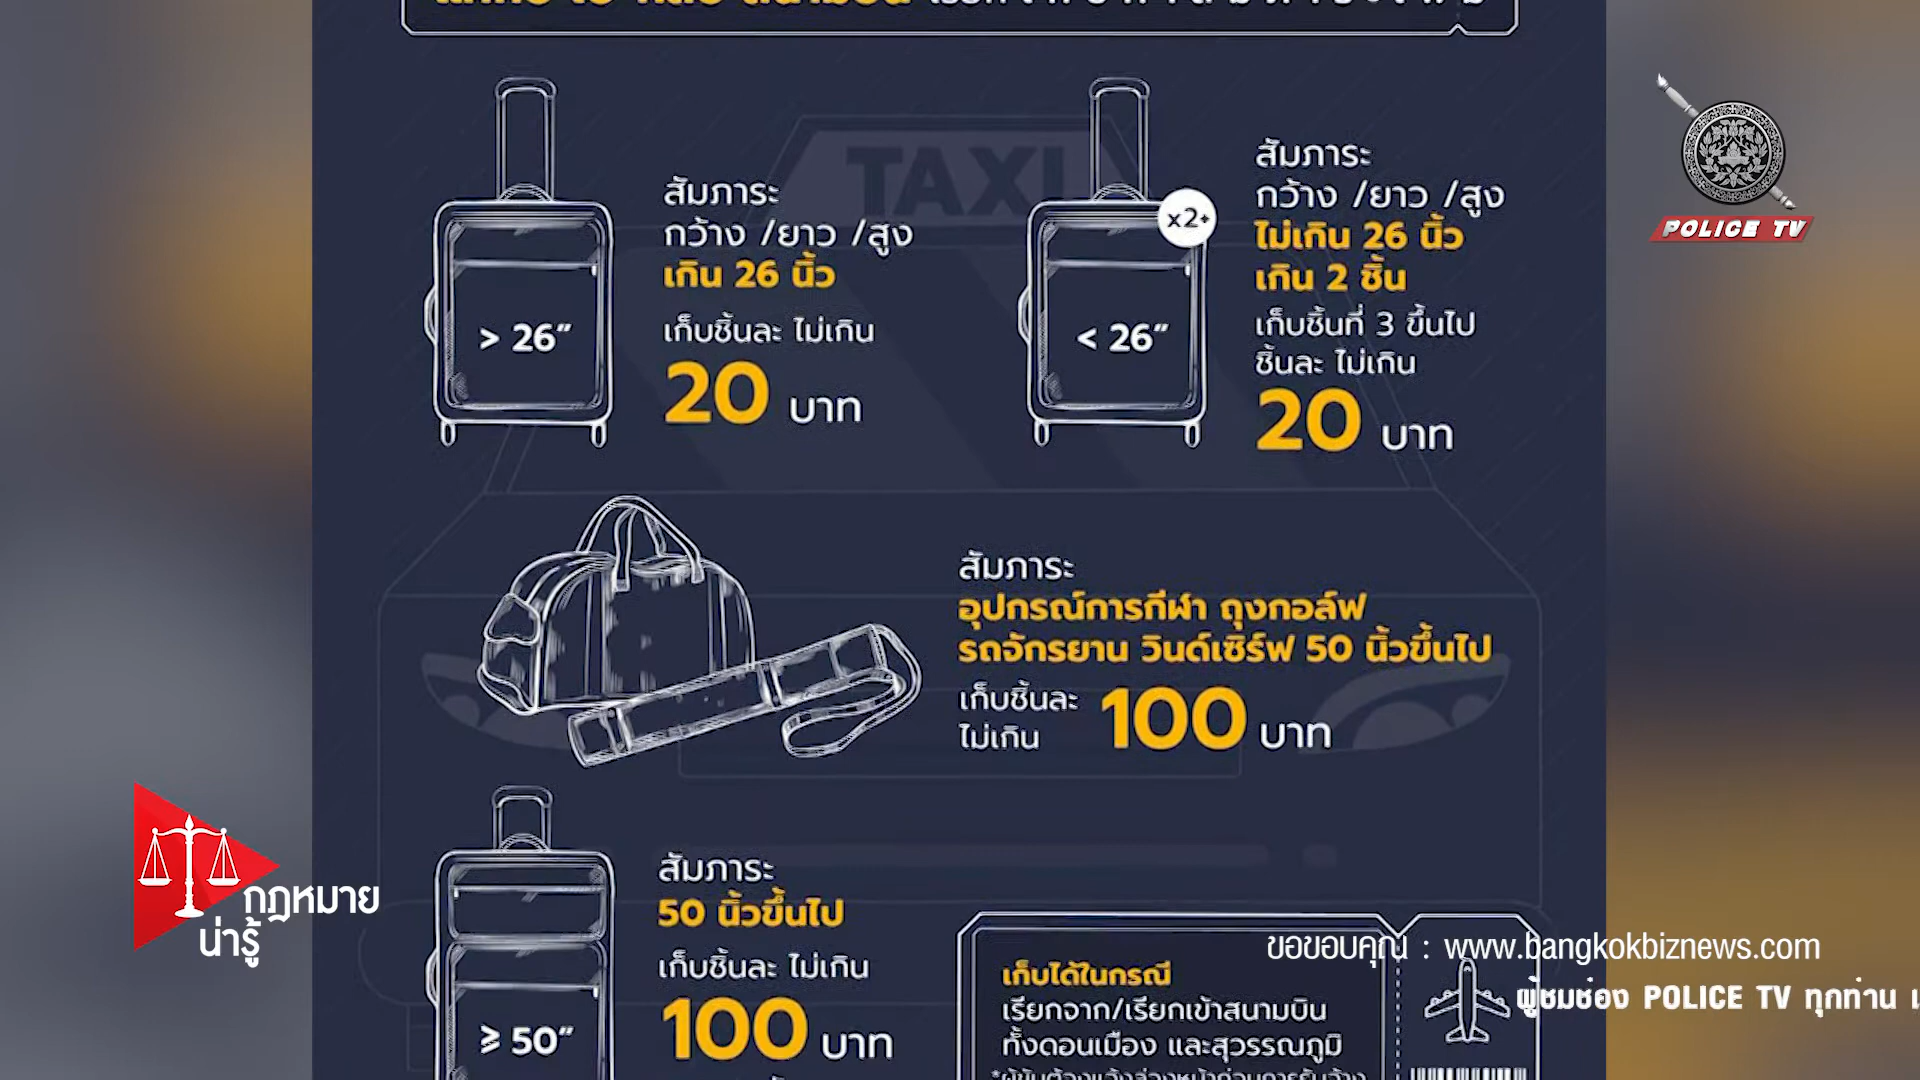 TAXI
สัมภาระ
กว้าง /ยาว /สูง
เกิน 26 นิ้ว
เก็บชิ้นละ ไม่เกิน
20 บาท
> 26”
สัมภาระ
กว้าง /ยาว /สูง
ไม่เกิน 26 นิ้ว
เกิน 2 ชิ้น
เก็บชิ้นที่ 3 ขึ้นไป
ชิ้นละ ไม่เกิน
20 บาท
x2+
< 26”
POLICE TV
สัมภาระ
อุปกรณ์การกีฬา ถุงกอล์ฟ
รถจักรยาน วินด์เซิร์ฟ 50 นิ้วขึ้นไป
เก็บชิ้นละ
ไม่เกิน
100 บาท
สัมภาระ
50 นิ้วขึ้นไป
เก็บชิ้นละ ไม่เกิน
100 บาท
≥ 50”
กฎหมาย
น่ารู้
ขอขอบคุณ : www.bangkokbiznews.com
เก็บได้ในกรณี
เรียกจาก/เรียกเข้าสนามบิน
ทั้งดอนเมือง และสุวรรณภูมิ
ผู้ชมช่อง POLICE TV ทุกท่าน